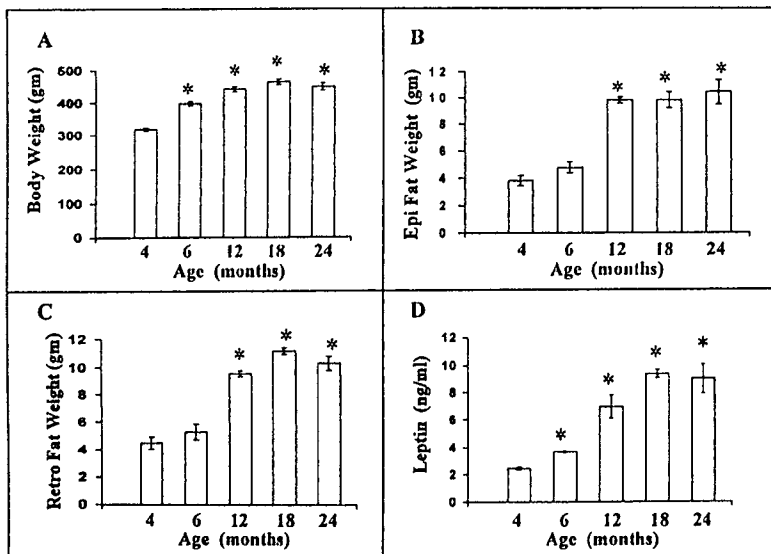 A
Body Weight (gm)
500
400
300
200
100
0
* * * *
4 6 12 18 24
Age (months)
B
Epi Fat Weight (gm)
12
10
8
6
4
2
0
* * *
4 6 12 18 24
Age (months)
C
Retro Fat Weight (gm)
12
10
8
6
4
2
0
* * *
4 6 12 18 24
Age (months)
D
Leptin (ng/ml)
12
10
8
6
4
2
0
* * * *
4 6 12 18 24
Age (months)